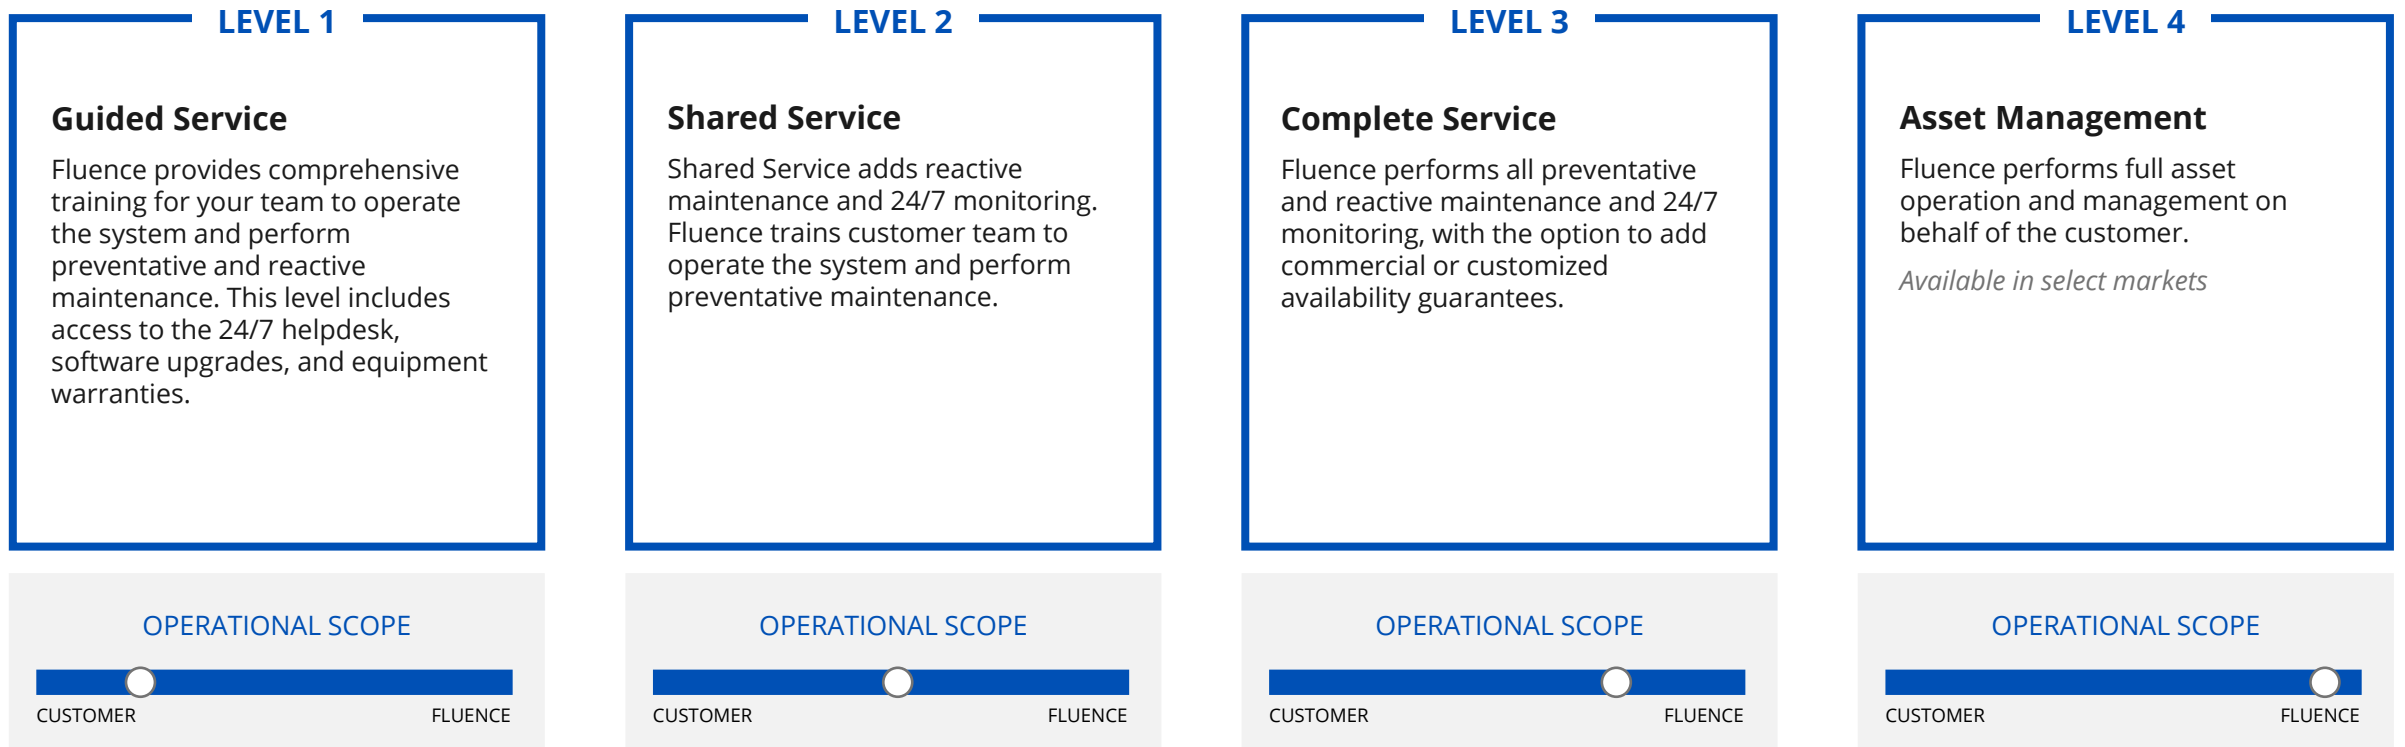 LEVEL 1
Guided Service
Fluence provides comprehensive
training for your team to operate
the system and perform
preventative and reactive
maintenance. This level includes
access to the 24/7 helpdesk,
software upgrades, and equipment
warranties.
OPERATIONAL SCOPE
CUSTOMER FLUENCE
LEVEL 2
Shared Service
Shared Service adds reactive
maintenance and 24/7 monitoring.
Fluence trains customer team to
operate the system and perform
preventative maintenance.
OPERATIONAL SCOPE
CUSTOMER FLUENCE
LEVEL 3
Complete Service
Fluence performs all preventative
and reactive maintenance and 24/7
monitoring, with the option to add
commercial or customized
availability guarantees.
OPERATIONAL SCOPE
CUSTOMER FLUENCE
LEVEL 4
Asset Management
Fluence performs full asset
operation and management on
behalf of the customer.
Available in select markets
OPERATIONAL SCOPE
CUSTOMER FLUENCE